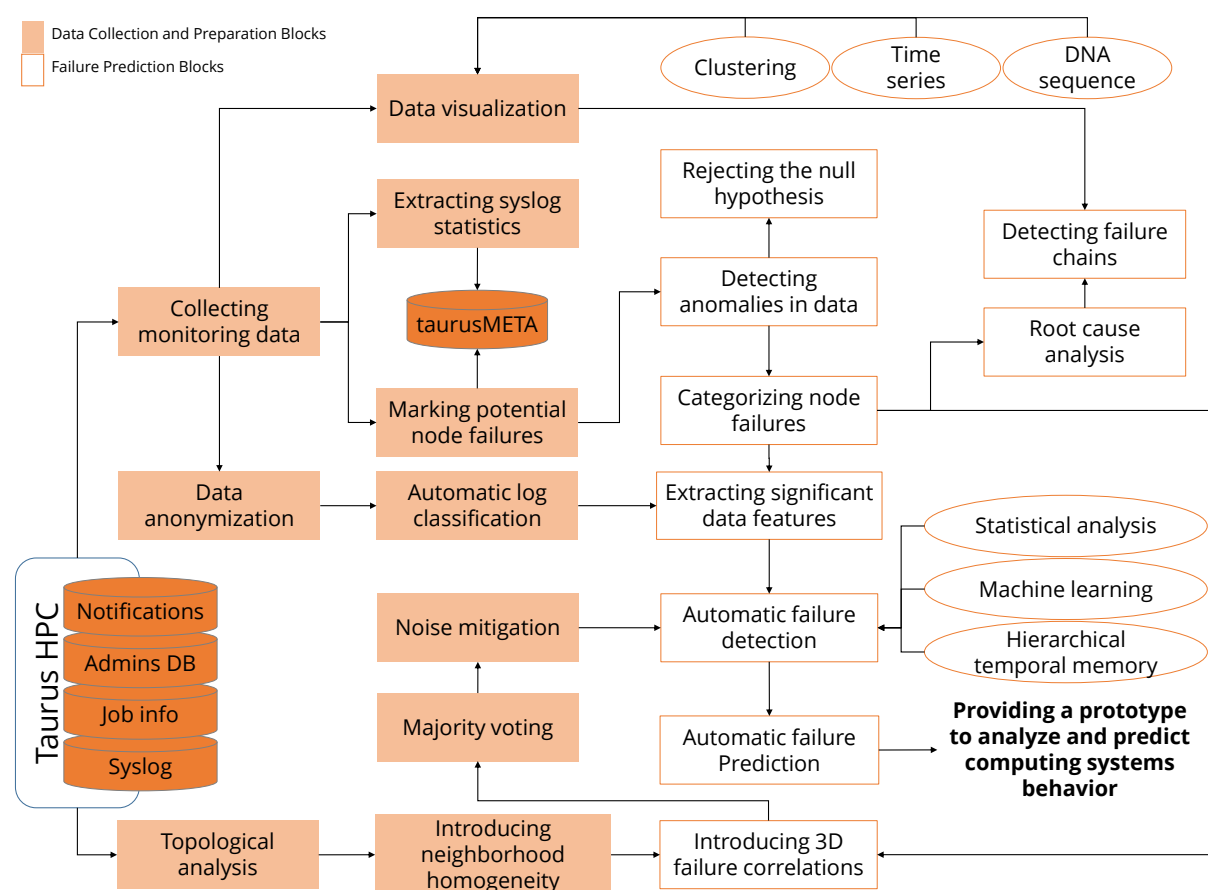 Data Collection and Preparation Blocks
Failure Prediction Blocks
Clustering
Time
series
DNA
sequence
Data visualization
Rejecting the null
hypothesis
Extracting syslog
statistics
Detecting failure
chains
Detecting
anomalies in data
Collecting
monitoring data
taurusMETA
Root cause
analysis
Marking potential
node failures
Categorizing node
failures
Data
anonymization
Automatic log
classification
Extracting significant
data features
Statistical analysis
Machine learning
Hierarchical
temporal memory
Taurus HPC
Notifications
Admins DB
Job info
Syslog
Noise mitigation
Automatic failure
detection
Majority voting
Automatic failure
Prediction
Providing a prototype
to analyze and predict
computing systems
behavior
Topological
analysis
Introducing
neighborhood
homogeneity
Introducing 3D
failure correlations